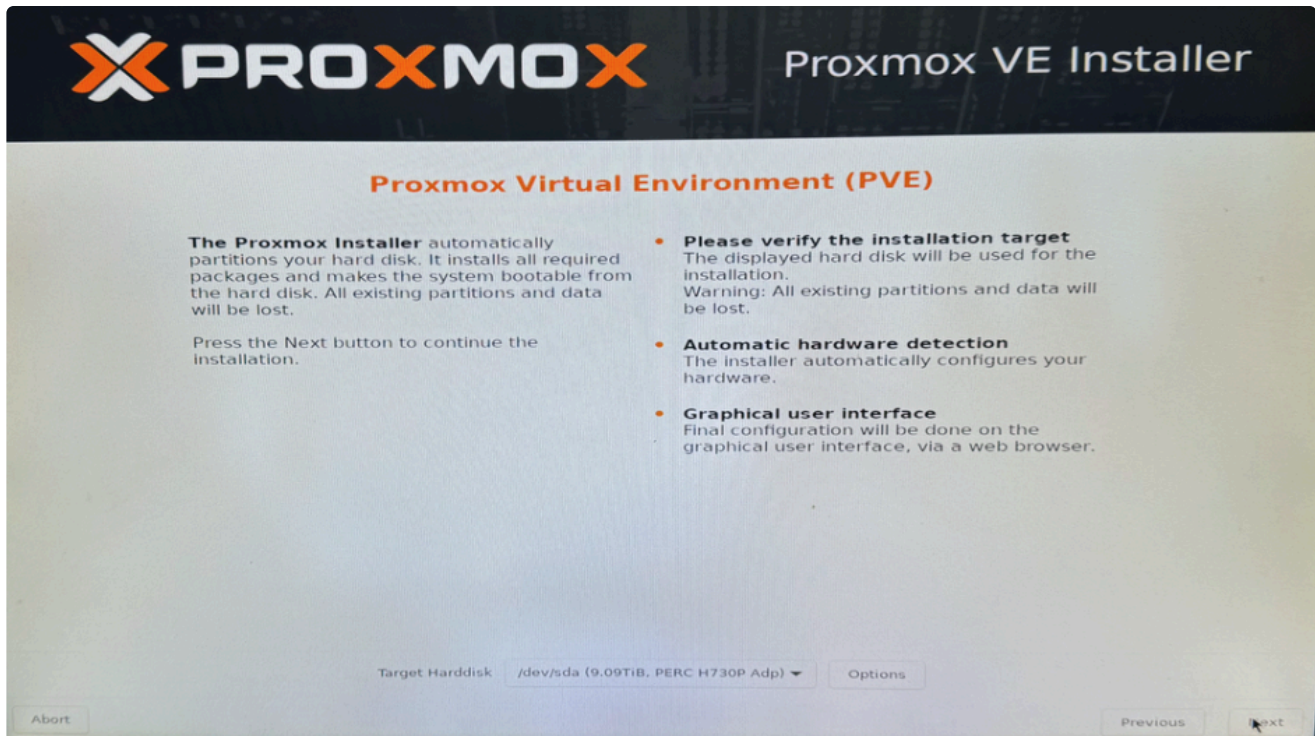 PROXMOX
Proxmox VE Installer
Proxmox Virtual Environment (PVE)
The Proxmox Installer automatically
partitions your hard disk. It installs all required
packages and makes the system bootable from
the hard disk. All existing partitions and data
will be lost.
Press the Next button to continue the
installation.
Please verify the installation target
The displayed hard disk will be used for the
installation.
Warning: All existing partitions and data will
be lost.
Automatic hardware detection
The installer automatically configures your
hardware.
Graphical user interface
Final configuration will be done on the
graphical user interface, via a web browser.
Target Harddisk /dev/sda (9.09TiB, PERC H730P Adp) Options
Abort Previous Next